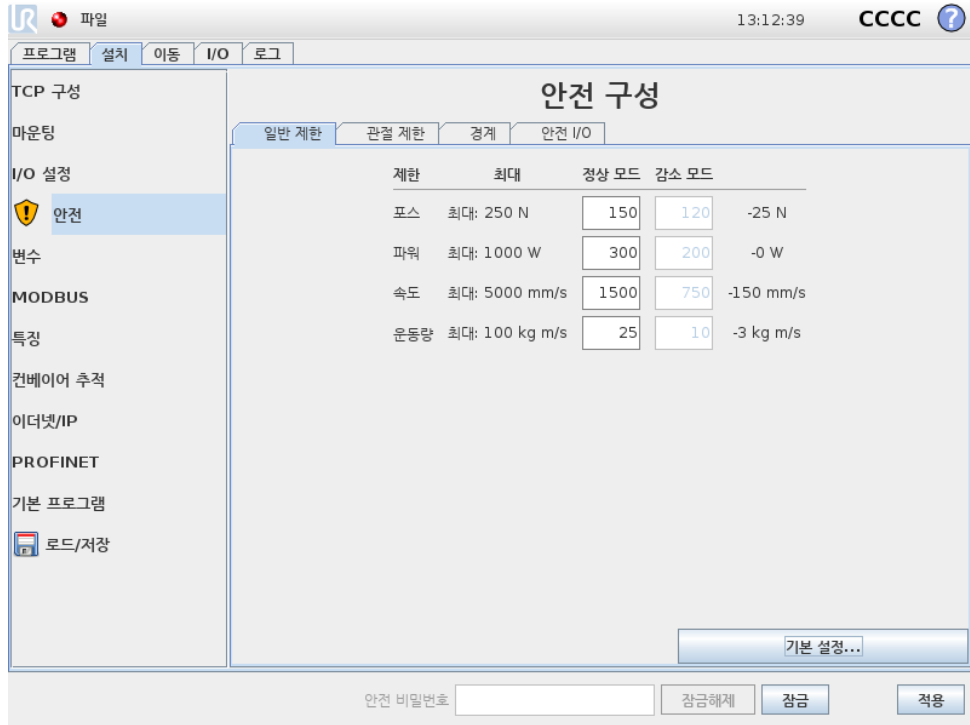 UR 파일 13:12:39 CCCC ?
프로그램 설치 이동 I/O 로그
TCP 구성
마운팅
I/O 설정
안전
변수
MODBUS
특징
컨베이어 추적
이더넷/IP
PROFINET
기본 프로그램
로드/저장
안전 구성
일반 제한 관절 제한 경계 안전 I/O
제한 최대 정상 모드 감소 모드
포스 최대: 250 N 150 120 -25 N
파워 최대: 1000 W 300 200 -0 W
속도 최대: 5000 mm/s 1500 750 -150 mm/s
운동량 최대: 100 kg m/s 25 10 -3 kg m/s
기본 설정...
안전 비밀번호 잠금해제 잠금 적용